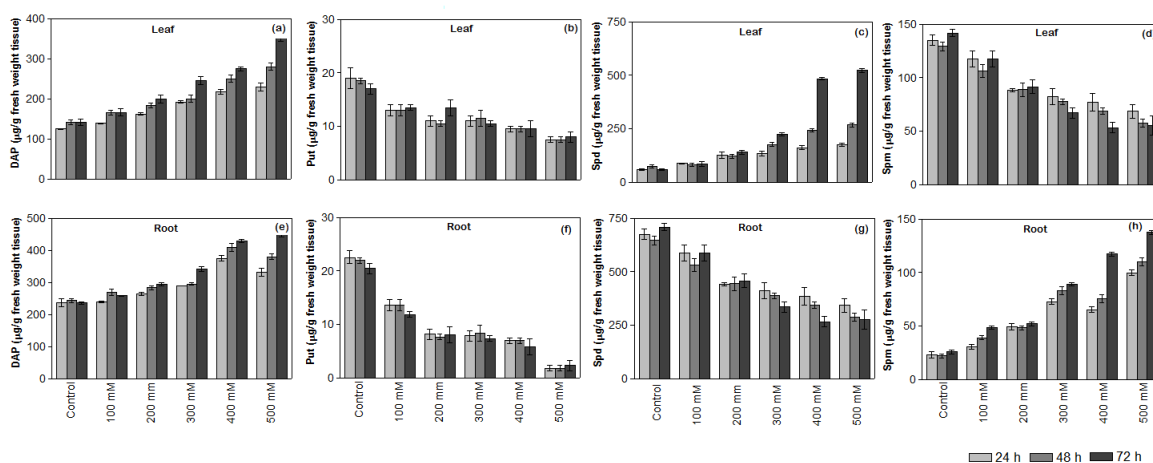 DAP (µg/g fresh weight tissue)
400
300
200
100
0
Leaf
(a)
Put (µg/g fresh weight tissue)
30
20
10
0
Leaf
(b)
Spd (µg/g fresh weight tissue)
750
500
250
0
Leaf
(c)
Spm (µg/g fresh weight tissue)
150
100
50
0
Leaf
(d)
DAP (µg/g fresh weight tissue)
500
400
300
200
100
0
Root
(e)
Control
100 mM
200 mm
300 mM
400 mM
500 mM
Put (µg/g fresh weight tissue)
30
20
10
0
Root
(f)
Control
100 mM
200 mM
300 mM
400 mM
500 mM
Spd (µg/g fresh weight tissue)
750
500
250
0
Root
(g)
Control
100 mM
200 mm
300 mM
400 mM
500 mM
Spm (µg/g fresh weight tissue)
150
100
50
0
Root
(h)
Control
100 mM
200 mM
300 mM
400 mM
500 mM
24 h 48 h 72 h